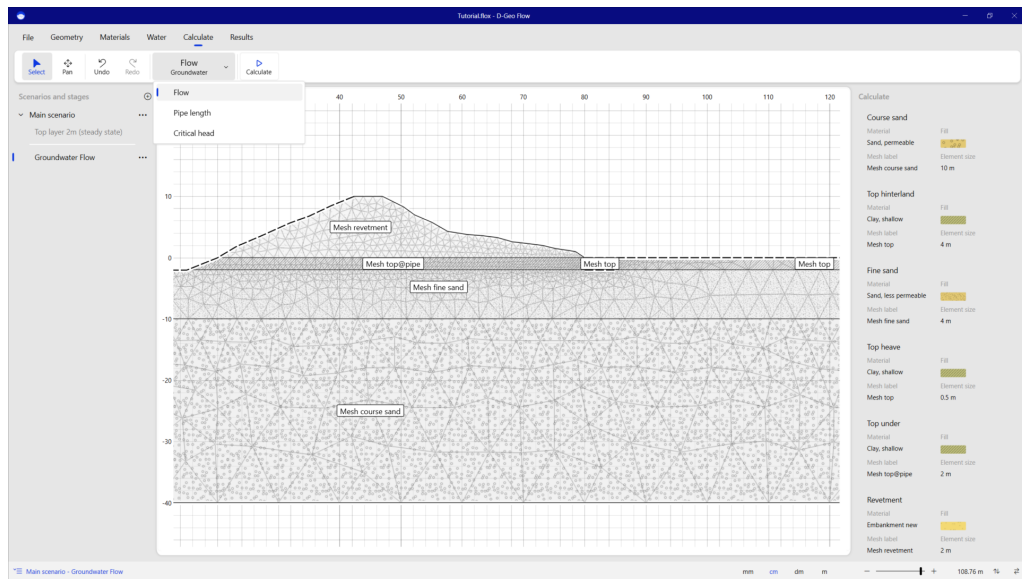 Tutorial.flox - D-Geo Flow
File Geometry Materials Water Calculate Results
Select Pan Undo Redo Flow Groundwater Calculate
Flow
Pipe length
Critical head
Scenarios and stages
Main scenario
Top layer 2m (steady state)
Groundwater Flow
40 50 60 70 80 90 100 110 120
10
0
-10
-20
-30
-40
Mesh revetment
Mesh top@pipe
Mesh top
Mesh top
Mesh fine sand
Mesh course sand
Calculate
Course sand
Material Fill
Sand, permeable
Mesh label Element size
Mesh course sand 10 m
Top hinterland
Material Fill
Clay, shallow
Mesh label Element size
Mesh top 4 m
Fine sand
Material Fill
Sand, less permeable
Mesh label Element size
Mesh fine sand 4 m
Top heave
Material Fill
Clay, shallow
Mesh label Element size
Mesh top 0.5 m
Top under
Material Fill
Clay, shallow
Mesh label Element size
Mesh top@pipe 2 m
Revetment
Material Fill
Embankment new
Mesh label Element size
Mesh revetment 2 m
Main scenario - Groundwater Flow
mm cm dm m
108.76 m